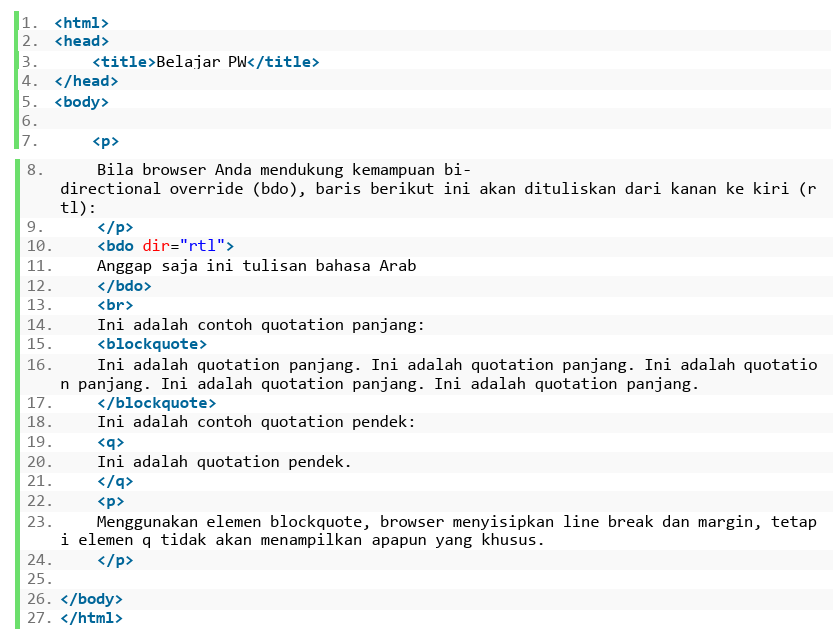 1. <html>
2. <head>
3. <title>Belajar PW</title>
4. </head>
5. <body>
6.
7. <p>
8. Bila browser Anda mendukung kemampuan bi-
directional override (bdo), baris berikut ini akan dituliskan dari kanan ke kiri (r
tl):
9. </p>
10. <bdo dir="rtl">
11. Anggap saja ini tulisan bahasa Arab
12. </bdo>
13. <br>
14. Ini adalah contoh quotation panjang:
15. <blockquote>
16. Ini adalah quotation panjang. Ini adalah quotation panjang. Ini adalah quotatio
n panjang. Ini adalah quotation panjang. Ini adalah quotation panjang.
17. </blockquote>
18. Ini adalah contoh quotation pendek:
19. <q>
20. Ini adalah quotation pendek.
21. </q>
22. <p>
23. Menggunakan elemen blockquote, browser menyisipkan line break dan margin, tetap
i elemen q tidak akan menampilkan apapun yang khusus.
24. </p>
25.
26. </body>
27. </html>